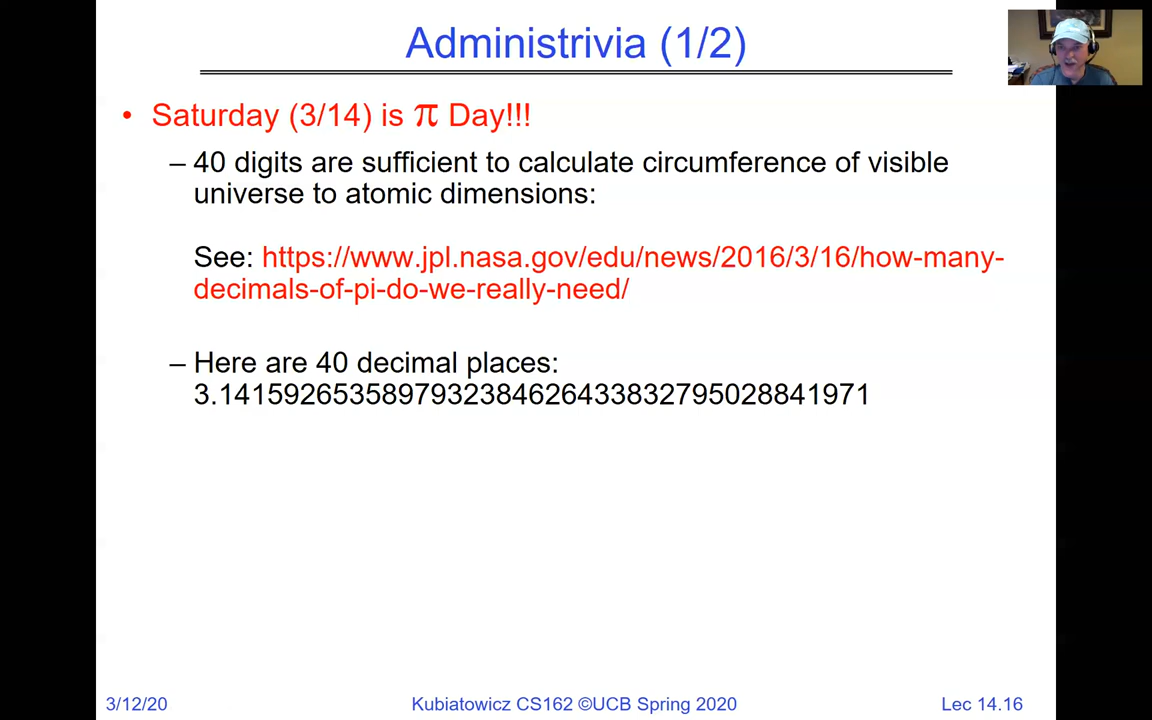 Administrivia (1/2)
• Saturday (3/14) is π Day!!!
– 40 digits are sufficient to calculate circumference of visible
universe to atomic dimensions:
See: https://www.jpl.nasa.gov/edu/news/2016/3/16/how-many-
decimals-of-pi-do-we-really-need/
– Here are 40 decimal places:
3.1415926535897932384626433832795028841971
3/12/20
Kubiatowicz CS162 ©UCB Spring 2020
Lec 14.16